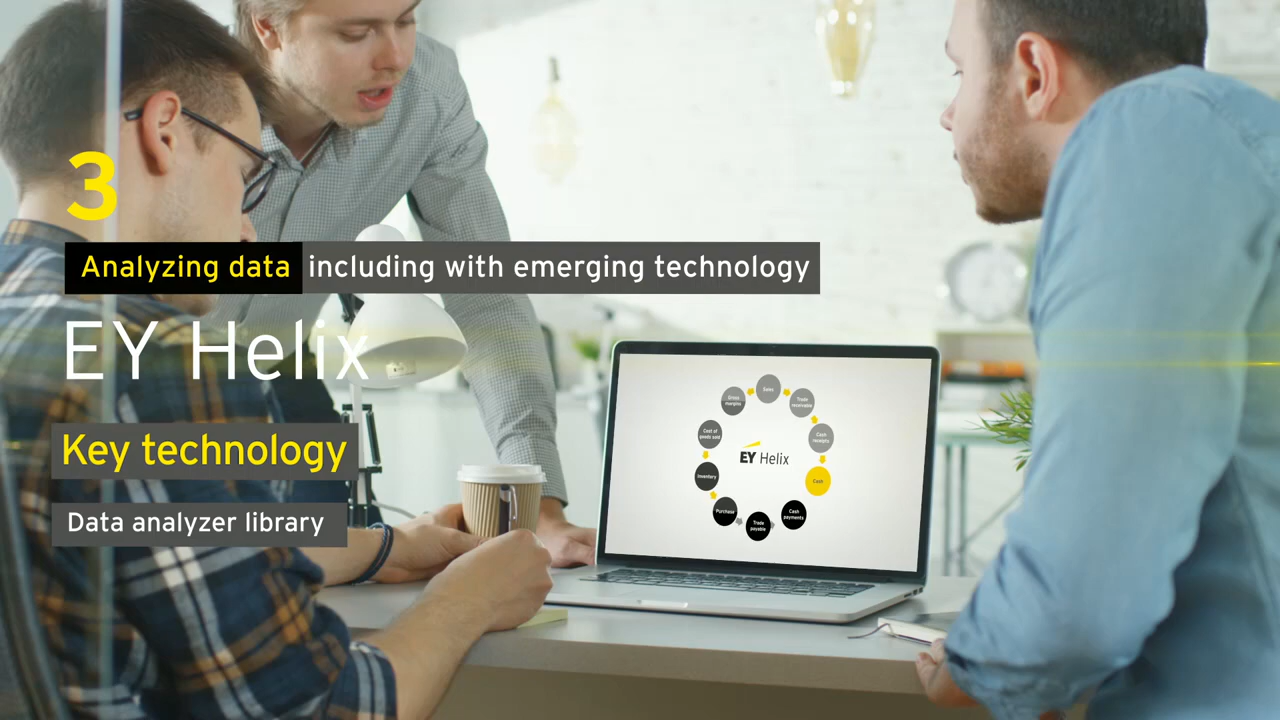 3
Analyzing data including with emerging technology
EY Helix
Key technology
Data analyzer library
Sales
Gross margins
Trade receivables
Cost of goods sold
Cash receipts
EY Helix
Inventory
Cash
Purchase
Trade payable
Cash payments